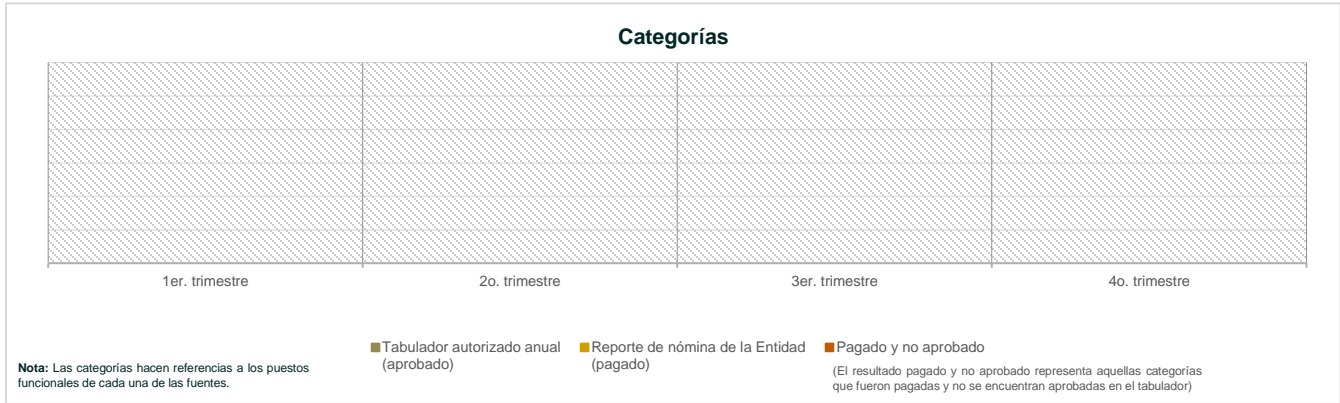 Categorías
1er. trimestre
2o. trimestre
3er. trimestre
4o. trimestre
Tabulador autorizado anual
(aprobado)
Reporte de nómina de la Entidad
(pagado)
Pagado y no aprobado
(El resultado pagado y no aprobado representa aquellas categorías
que fueron pagadas y no se encuentran aprobadas en el tabulador)
Nota: Las categorías hacen referencias a los puestos
funcionales de cada una de las fuentes.